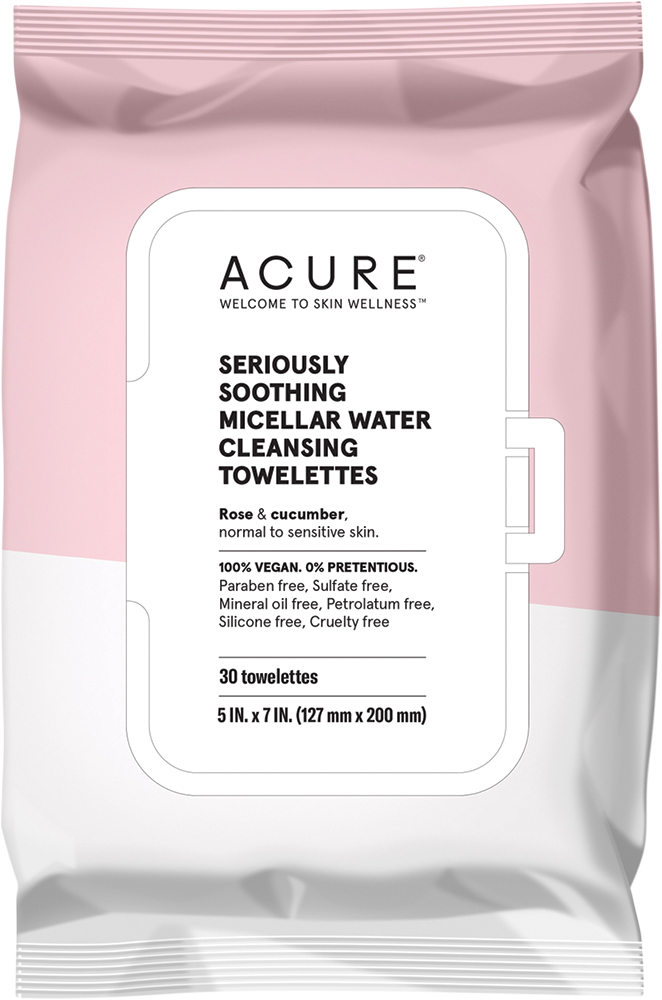 ACURE®
WELCOME TO SKIN WELLNESS™
SERIOUSLY
SOOTHING
MICELLAR WATER
CLEANSING
TOWELETTES
Rose & cucumber,
normal to sensitive skin.
100% VEGAN. 0% PRETENTIOUS.
Paraben free, Sulfate free,
Mineral oil free, Petrolatum free,
Silicone free, Cruelty free
30 towelettes
5 IN. x 7 IN. (127 mm x 200 mm)